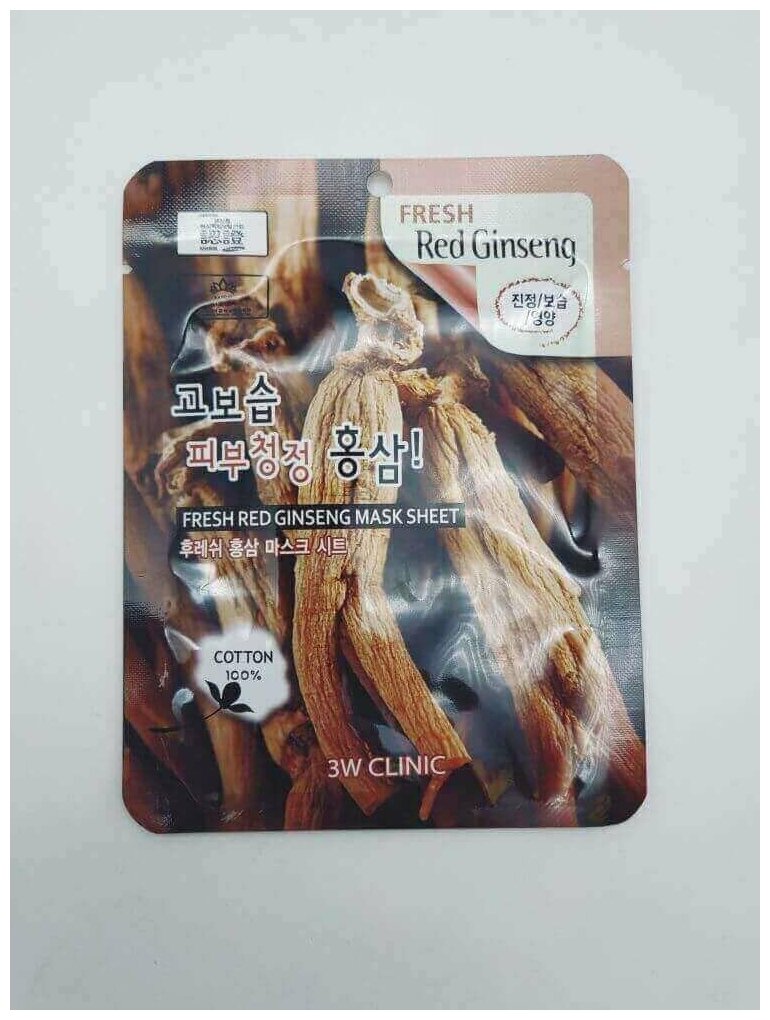 FRESH
Red Ginseng
진정/보습
/영양
고보습
피부청정 홍삼!
FRESH RED GINSENG MASK SHEET
후레쉬 홍삼 마스크 시트
COTTON
100%
3W CLINIC